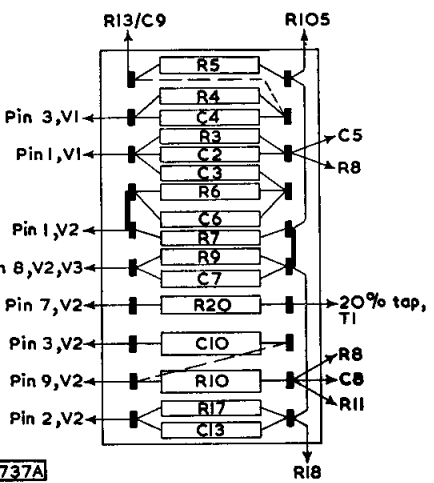 R13/C9 R105
R5
R4
Pin 3,V1 C4
R3 C5
Pin 1,V1 C2
C3 R8
R6
C6
Pin 1,V2 R7
R9
8,V2,V3 C7
Pin 7,V2 R20 20% tap,
T1
Pin 3,V2 C10
R8
Pin 9,V2 R10 C8
R11
R17
Pin 2,V2 C13
737A R18